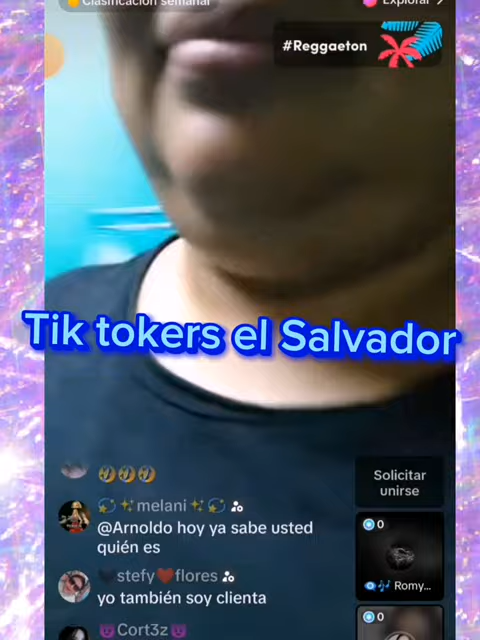 Clasificación semanal
Explorar >
#Reggaeton
Tik tokers el Salvador
Solicitar
unirse
melani
@Arnoldo hoy ya sabe usted
quién es
0
Romy...
stefy flores
yo también soy clienta
0
Cort3z